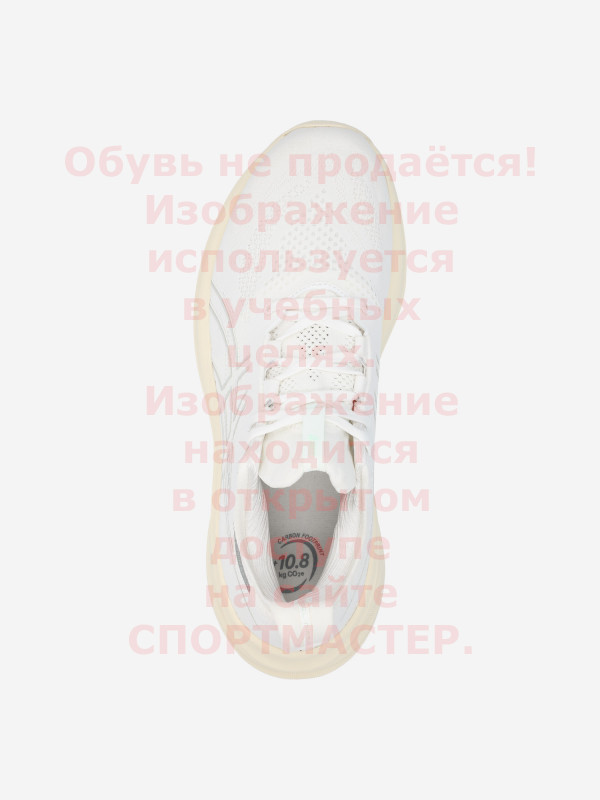 Обувь не продаётся!
Изображение
используется
в учебных
целях.
Изображение
находится
в открытом
доступе
на сайте
СПОРТМАСТЕР.
CARBON FOOTPRINT
10.8
kg CO₂e